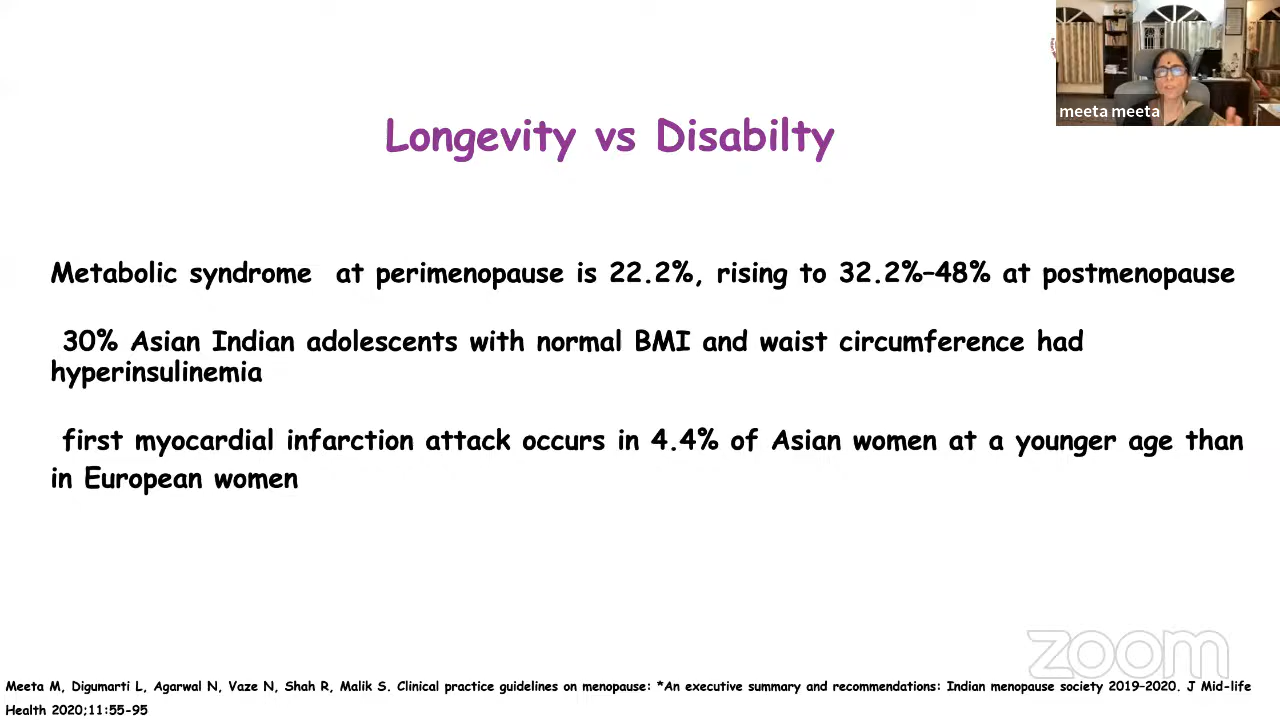 meeta meeta
Longevity vs Disabilty
Metabolic syndrome at perimenopause is 22.2%, rising to 32.2%–48% at postmenopause
30% Asian Indian adolescents with normal BMI and waist circumference had
hyperinsulinemia
first myocardial infarction attack occurs in 4.4% of Asian women at a younger age than
in European women
zoom
Meeta M, Digumarti L, Agarwal N, Vaze N, Shah R, Malik S. Clinical practice guidelines on menopause: *An executive summary and recommendations: Indian menopause society 2019–2020. J Mid-life
Health 2020;11:55-95